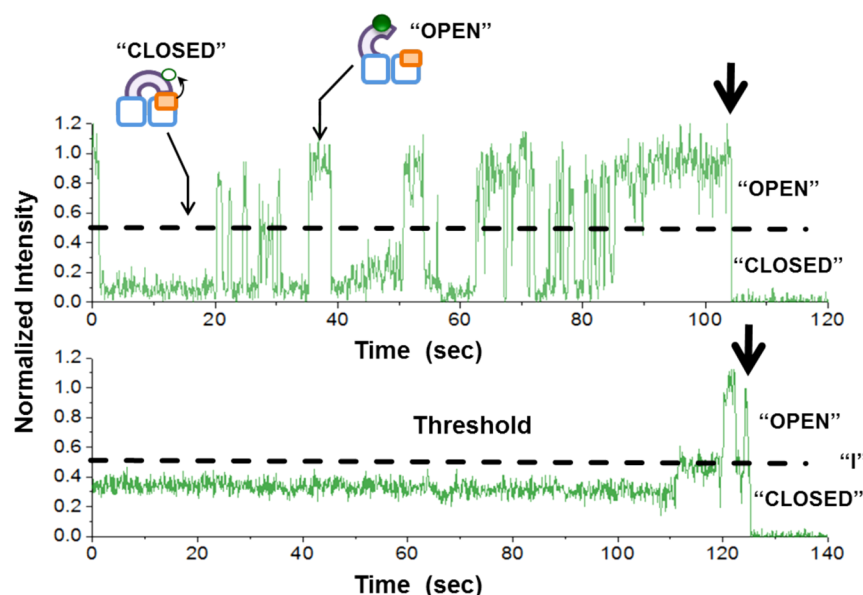 “CLOSED”
“OPEN”
Normalized Intensity
1.2
1.0
0.8
0.6
0.4
0.2
0.0
“OPEN”
“CLOSED”
0 20 40 60 80 100 120
Time (sec)
1.2
1.0
0.8
0.6
0.4
0.2
0.0
Threshold
“OPEN”
“I”
“CLOSED”
0 20 40 60 80 100 120 140
Time (sec)